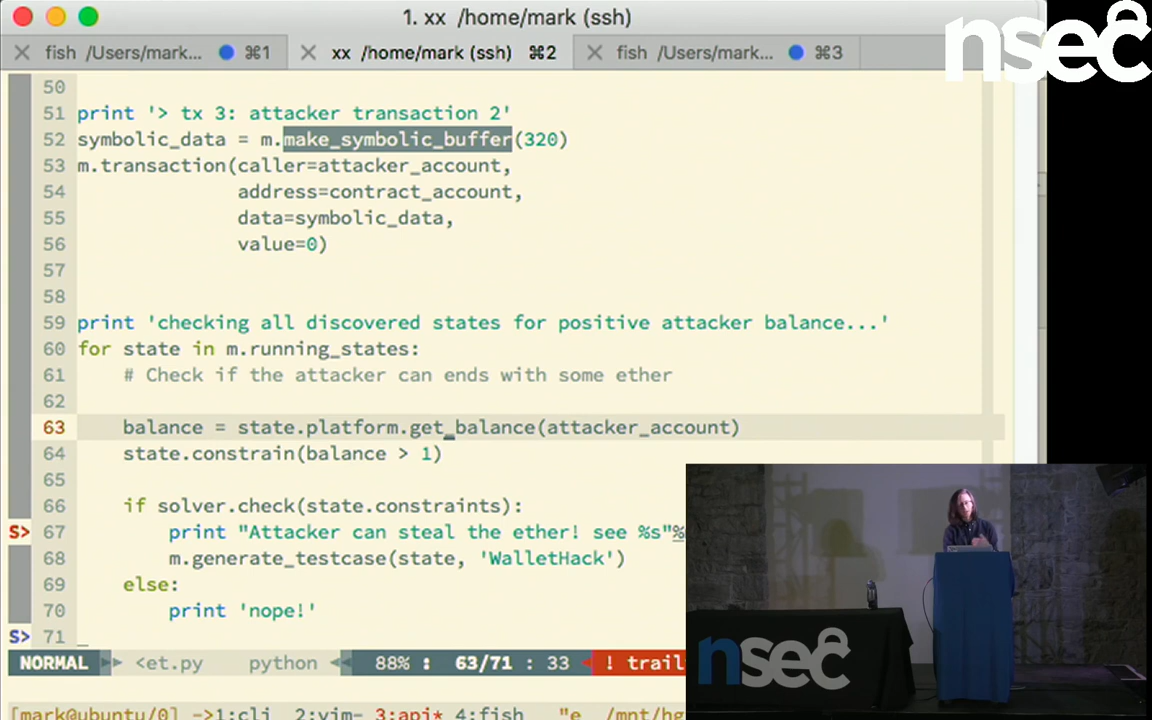 1. xx /home/mark (ssh)
fish /Users/mark... ⌘1 xx /home/mark (ssh) ⌘2 fish /Users/mark... ⌘3
nsec
50
51 print '> tx 3: attacker transaction 2'
52 symbolic_data = m.make_symbolic_buffer(320)
53 m.transaction(caller=attacker_account,
54 address=contract_account,
55 data=symbolic_data,
56 value=0)
57
58
59 print 'checking all discovered states for positive attacker balance...'
60 for state in m.running_states:
61 # Check if the attacker can ends with some ether
62
63 balance = state.platform.get_balance(attacker_account)
64 state.constrain(balance > 1)
65
66 if solver.check(state.constraints):
S> 67 print "Attacker can steal the ether! see %s"%
68 m.generate_testcase(state, 'WalletHack')
69 else:
70 print 'nope!'
S> 71
NORMAL <et.py python 88% : 63/71 : 33 ! trail
[mark@ubuntu/0] ->1:cli 2:vim- 3:api* 4:fish "e /mnt/hg
nsec